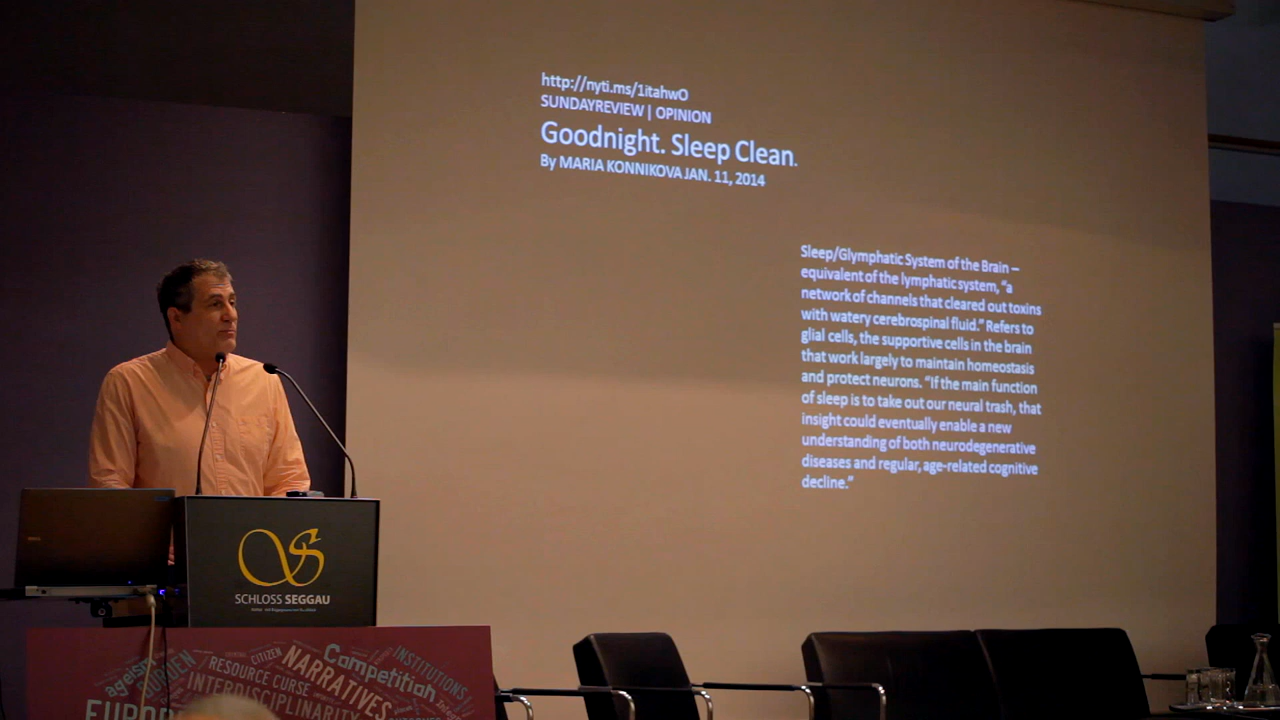 http://nyti.ms/1itahwO
SUNDAYREVIEW | OPINION
Goodnight. Sleep Clean.
By MARIA KONNIKOVA JAN. 11, 2014
Sleep/Glymphatic System of the Brain –
equivalent of the lymphatic system, “a
network of channels that cleared out toxins
with watery cerebrospinal fluid.” Refers to
glial cells, the supportive cells in the brain
that work largely to maintain homeostasis
and protect neurons. “If the main function
of sleep is to take out our neural trash, that
insight could eventually enable a new
understanding of both neurodegenerative
diseases and regular, age-related cognitive
decline.”
SCHLOSS SEGGAU
ageism
CITIZEN
RESOURCE CURSE
NARRATIVES
Competition
INSTITUTIONS
INTERDISCIPLINARITY